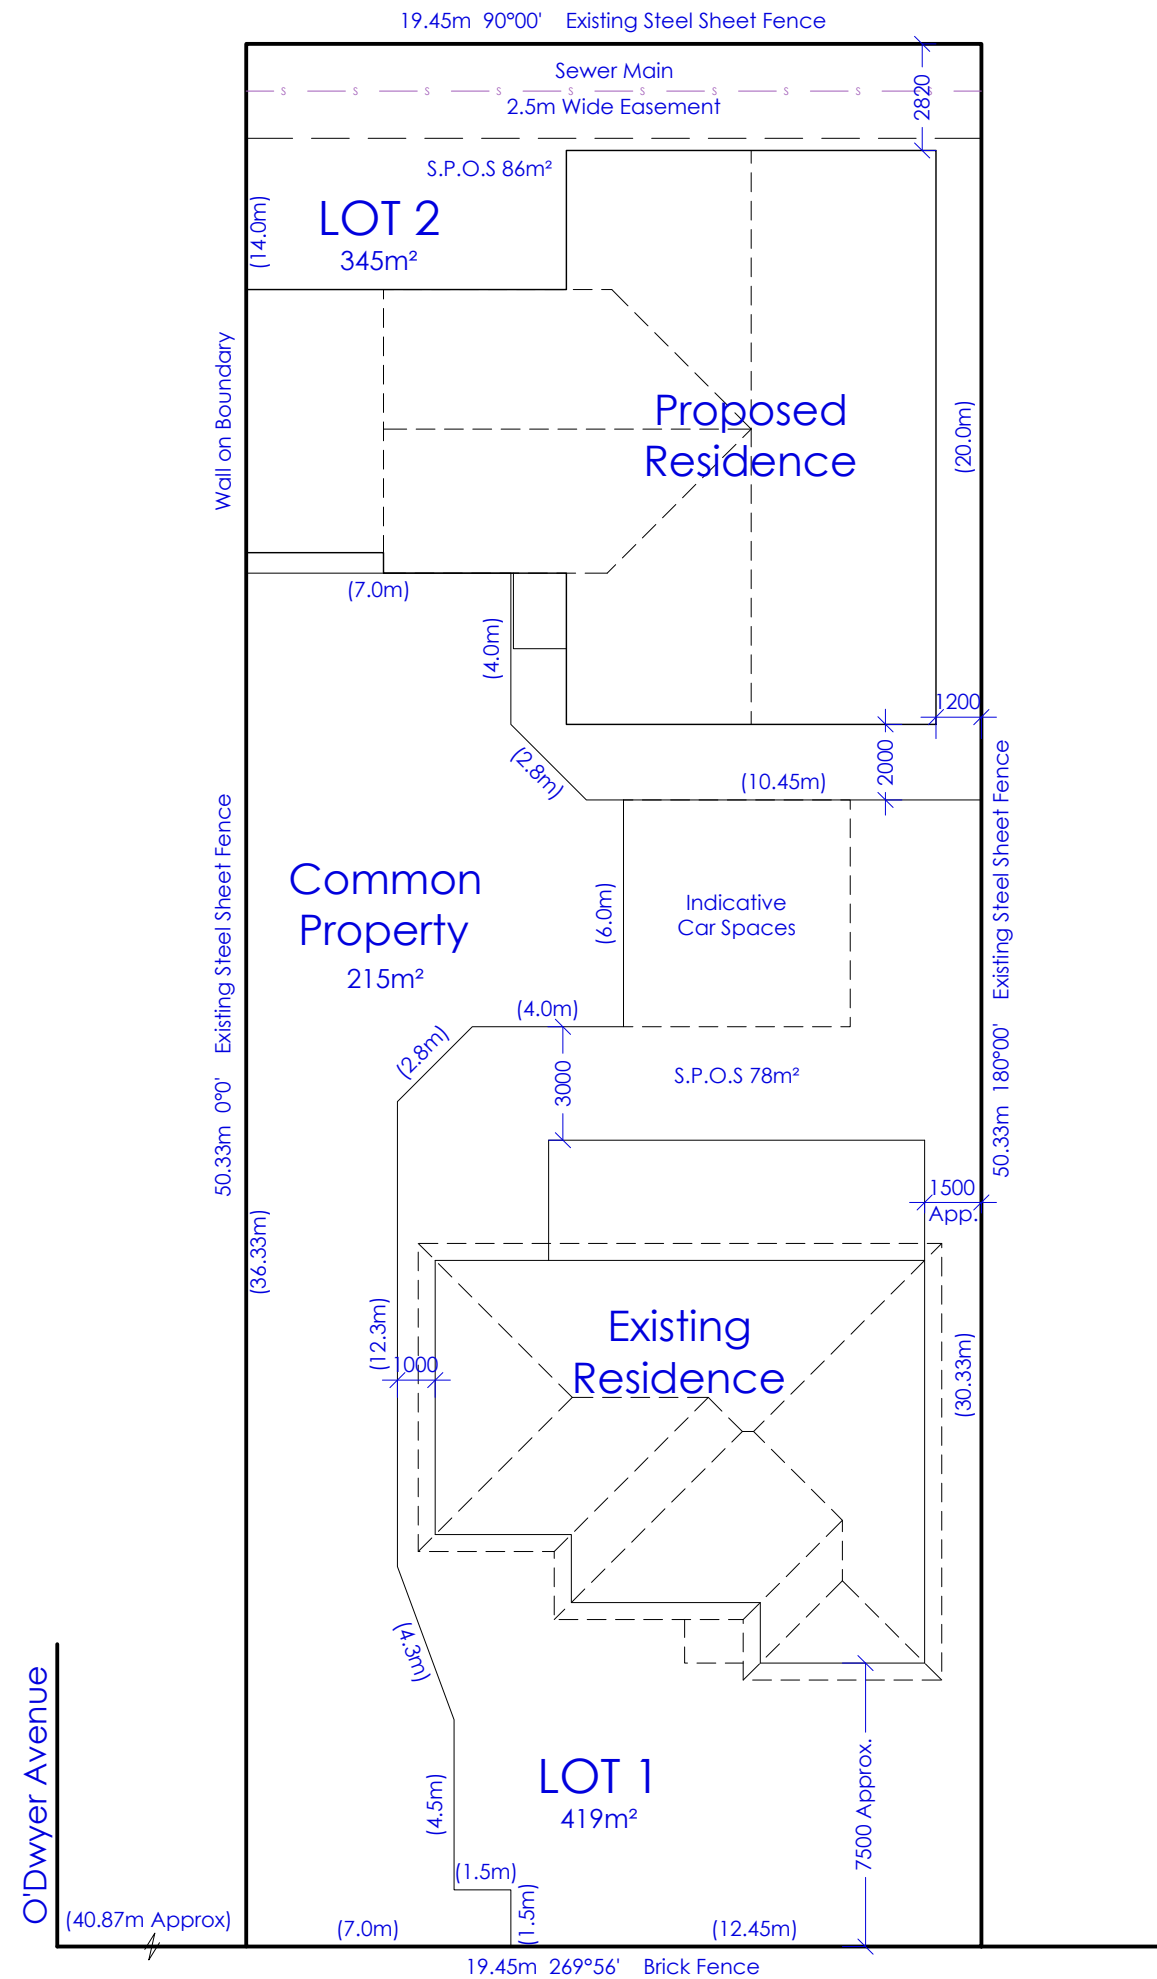 19.45m 90°00' Existing Steel Sheet Fence
Sewer Main
S S S S S S S S S S
2.5m Wide Easement
2820
S.P.O.S 86m²
(14.0m)
LOT 2
345m²
Wall on Boundary
Proposed
Residence
(20.0m)
(7.0m)
(4.0m)
1200
(2.8m)
2000
(10.45m)
50.33m 0°0' Existing Steel Sheet Fence
50.33m 180°00' Existing Steel Sheet Fence
Common
Property
215m²
(6.0m)
Indicative
Car Spaces
(4.0m)
(2.8m)
3000
S.P.O.S 78m²
1500
App.
(36.33m)
(12.3m)
1000
Existing
Residence
(30.33m)
(4.3m)
O'Dwyer Avenue
LOT 1
419m²
(4.5m)
7500 Approx.
(1.5m)
(1.5m)
(40.87m Approx)
(7.0m)
(12.45m)
19.45m 269°56' Brick Fence